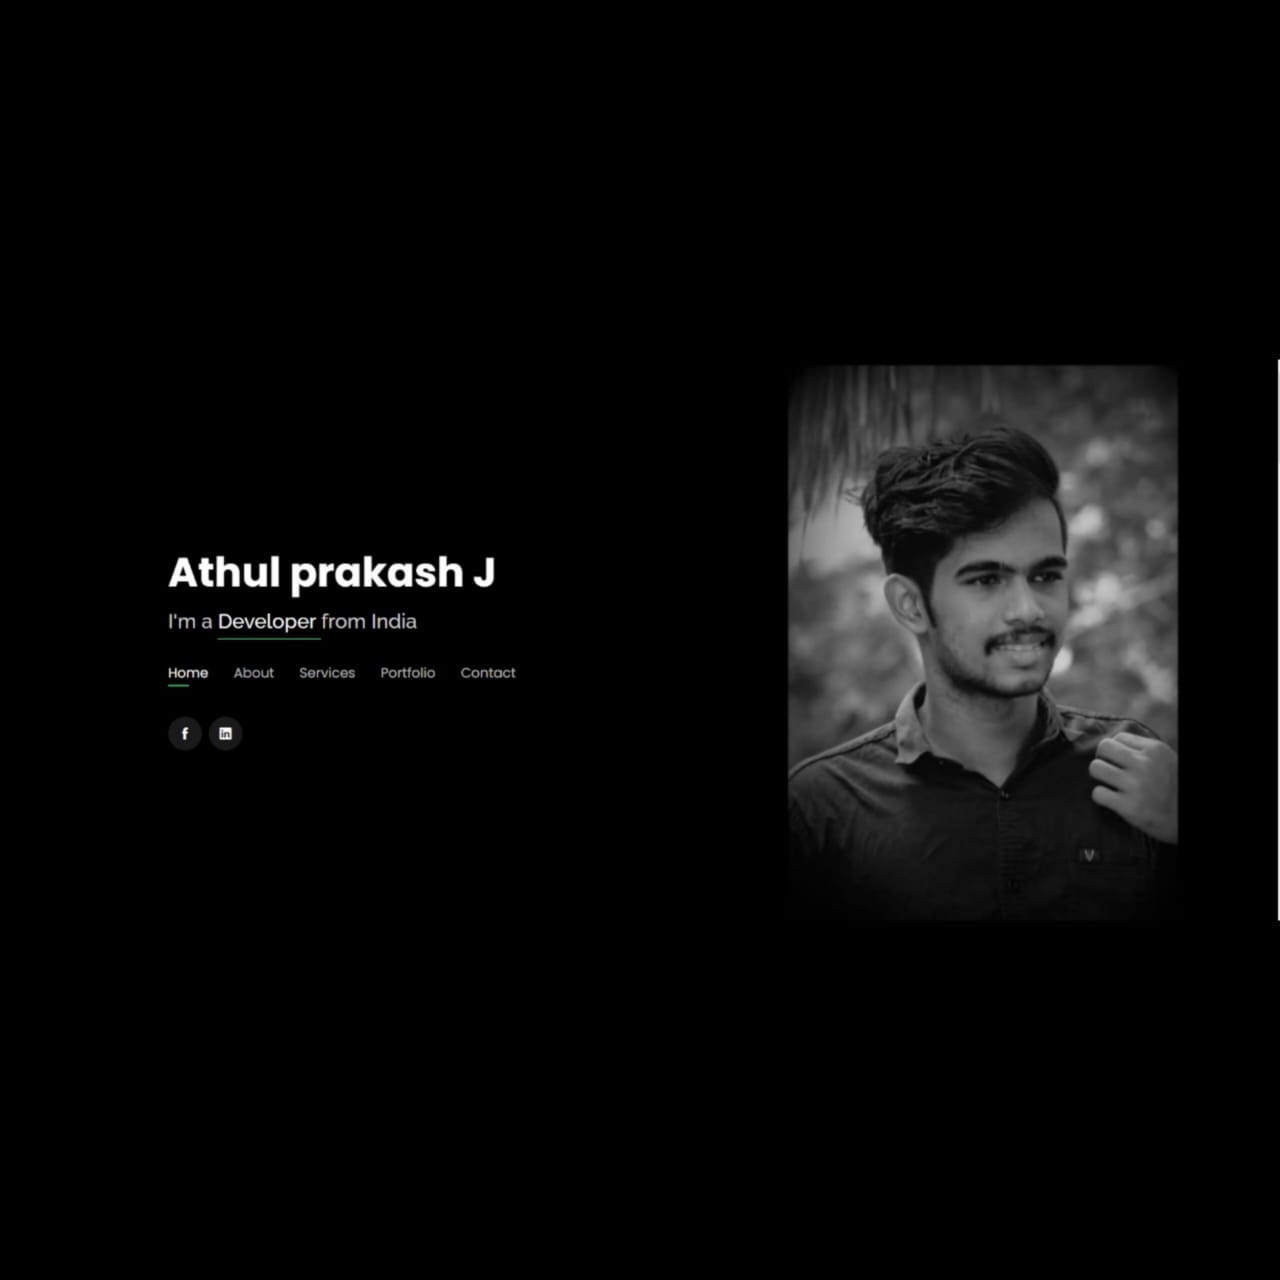 Athul prakash J
I'm a Developer from India
Home About Services Portfolio Contact
f in